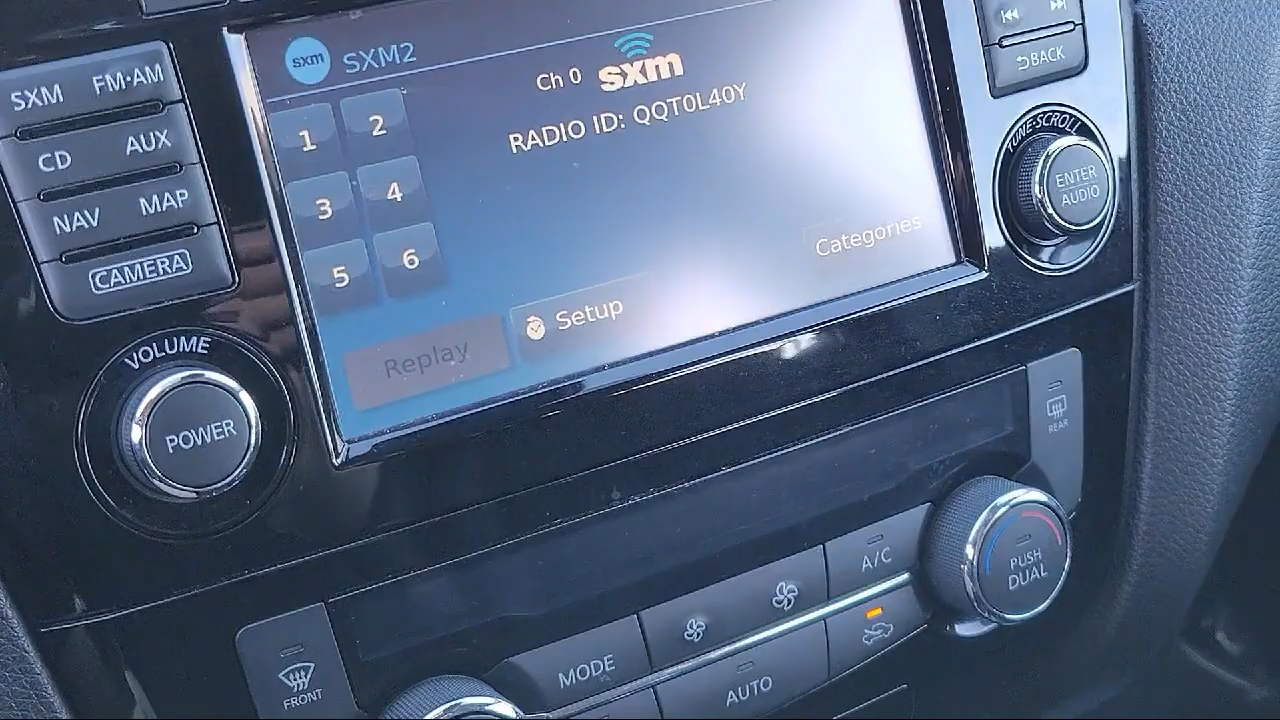 SXM FM·AM
CD AUX
NAV MAP
CAMERA
VOLUME
POWER
sxm SXM2
Ch 0 sxm
RADIO ID: QQT0L40Y
1 2
3 4
5 6
Categories
Setup
Replay
BACK
TUNE·SCROLL
ENTER
AUDIO
REAR
A/C
PUSH
DUAL
MODE
AUTO
FRONT